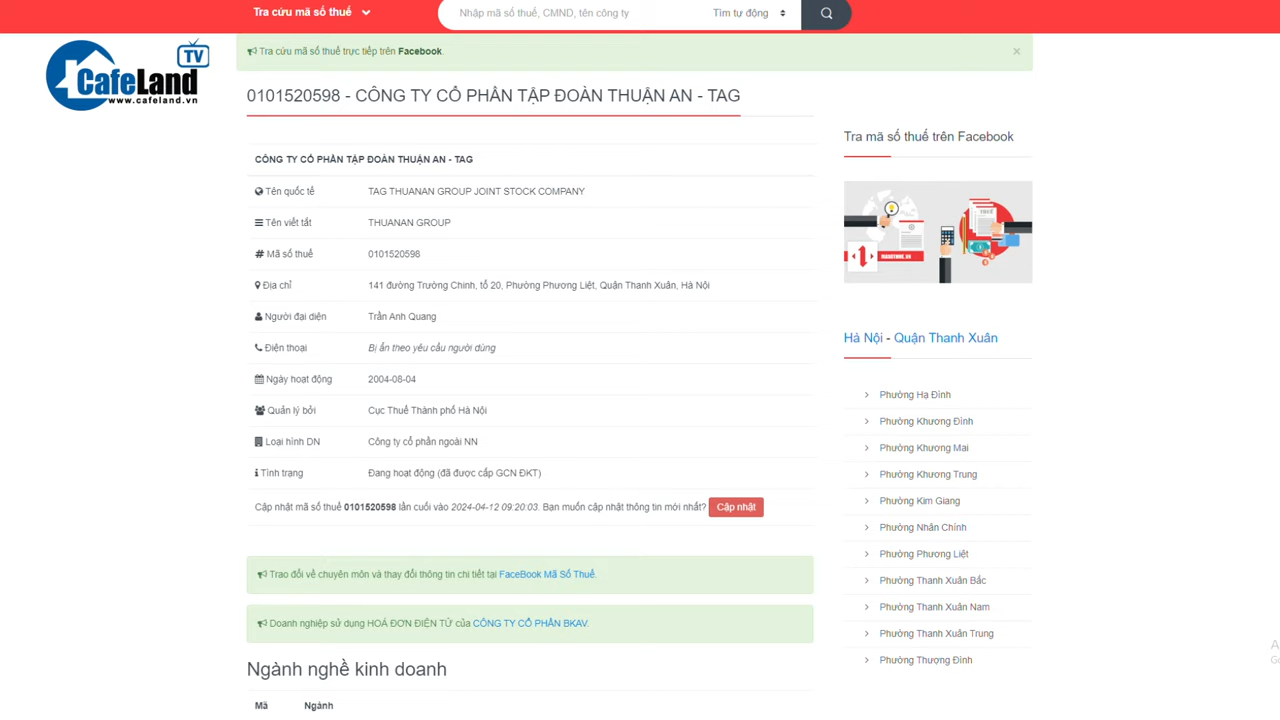 Tra cứu mã số thuế
Nhập mã số thuế, CMND, tên công ty
Tìm tự động
CafeLand TV
www.cafeland.vn
Tra cứu mã số thuế trực tiếp trên Facebook.
×
0101520598 - CÔNG TY CỔ PHẦN TẬP ĐOÀN THUẬN AN - TAG
CÔNG TY CỔ PHẦN TẬP ĐOÀN THUẬN AN - TAG
Tên quốc tế TAG THUANAN GROUP JOINT STOCK COMPANY
Tên viết tắt THUANAN GROUP
Mã số thuế 0101520598
Địa chỉ 141 đường Trường Chinh, tổ 20, Phường Phương Liệt, Quận Thanh Xuân, Hà Nội
Người đại diện Trần Anh Quang
Điện thoại Bị ẩn theo yêu cầu người dùng
Ngày hoạt động 2004-08-04
Quản lý bởi Cục Thuế Thành phố Hà Nội
Loại hình DN Công ty cổ phần ngoài NN
Tình trạng Đang hoạt động (đã được cấp GCN ĐKT)
Cập nhật mã số thuế 0101520598 lần cuối vào 2024-04-12 09:20:03. Bạn muốn cập nhật thông tin mới nhất? Cập nhật
Trao đổi về chuyên môn và thay đổi thông tin chi tiết tại FaceBook Mã Số Thuế.
Doanh nghiệp sử dụng HOÁ ĐƠN ĐIỆN TỬ của CÔNG TY CỔ PHẦN BKAV.
Ngành nghề kinh doanh
Mã Ngành
Tra mã số thuế trên Facebook
THUẾ
MASOTHUE.VN
Hà Nội - Quận Thanh Xuân
Phường Hạ Đình
Phường Khương Đình
Phường Khương Mai
Phường Khương Trung
Phường Kim Giang
Phường Nhân Chính
Phường Phương Liệt
Phường Thanh Xuân Bắc
Phường Thanh Xuân Nam
Phường Thanh Xuân Trung
Phường Thượng Đình